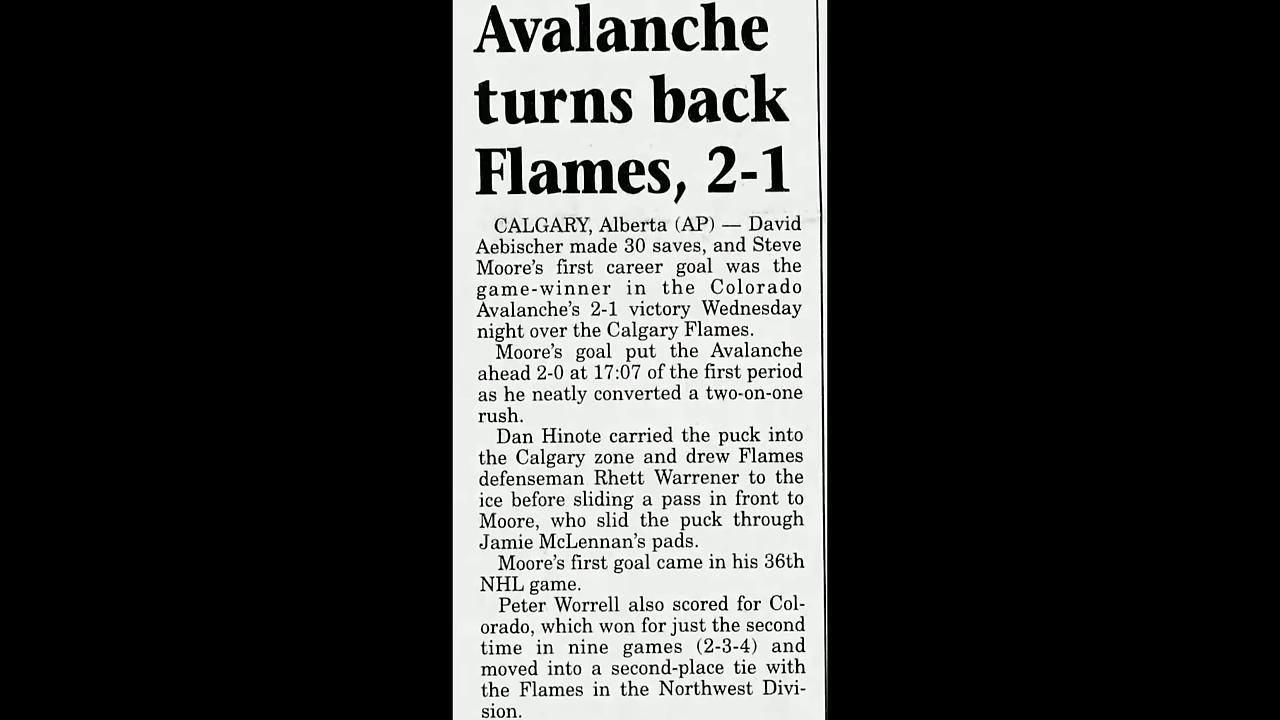 Avalanche
turns back
Flames, 2-1
CALGARY, Alberta (AP) — David
Aebischer made 30 saves, and Steve
Moore's first career goal was the
game-winner in the Colorado
Avalanche's 2-1 victory Wednesday
night over the Calgary Flames.
Moore's goal put the Avalanche
ahead 2-0 at 17:07 of the first period
as he neatly converted a two-on-one
rush.
Dan Hinote carried the puck into
the Calgary zone and drew Flames
defenseman Rhett Warrener to the
ice before sliding a pass in front to
Moore, who slid the puck through
Jamie McLennan's pads.
Moore's first goal came in his 36th
NHL game.
Peter Worrell also scored for Col-
orado, which won for just the second
time in nine games (2-3-4) and
moved into a second-place tie with
the Flames in the Northwest Divi-
sion.